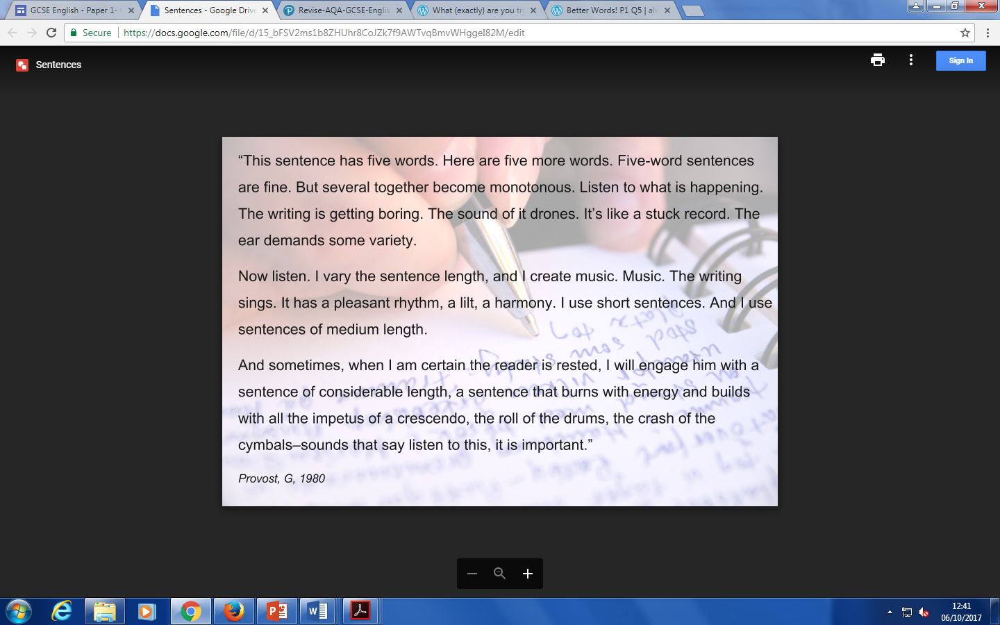 GCSE English - Paper 1-
Sentences - Google Drive
Revise-AQA-GCSE-Englis
What (exactly) are you
Better Words! P1 Q5 |
Secure
https://docs.google.com/file/d/15_bFSV2ms1b8ZHUhr8CoJZk7f9AWTvqBmvWHggeI82M/edit
Sentences
Sign In
“This sentence has five words. Here are five more words. Five-word sentences
are fine. But several together become monotonous. Listen to what is happening.
The writing is getting boring. The sound of it drones. It’s like a stuck record. The
ear demands some variety.
Now listen. I vary the sentence length, and I create music. Music. The writing
sings. It has a pleasant rhythm, a lilt, a harmony. I use short sentences. And I use
sentences of medium length.
And sometimes, when I am certain the reader is rested, I will engage him with a
sentence of considerable length, a sentence that burns with energy and builds
with all the impetus of a crescendo, the roll of the drums, the crash of the
cymbals–sounds that say listen to this, it is important.”
Provost, G, 1980
12:41
06/10/2017